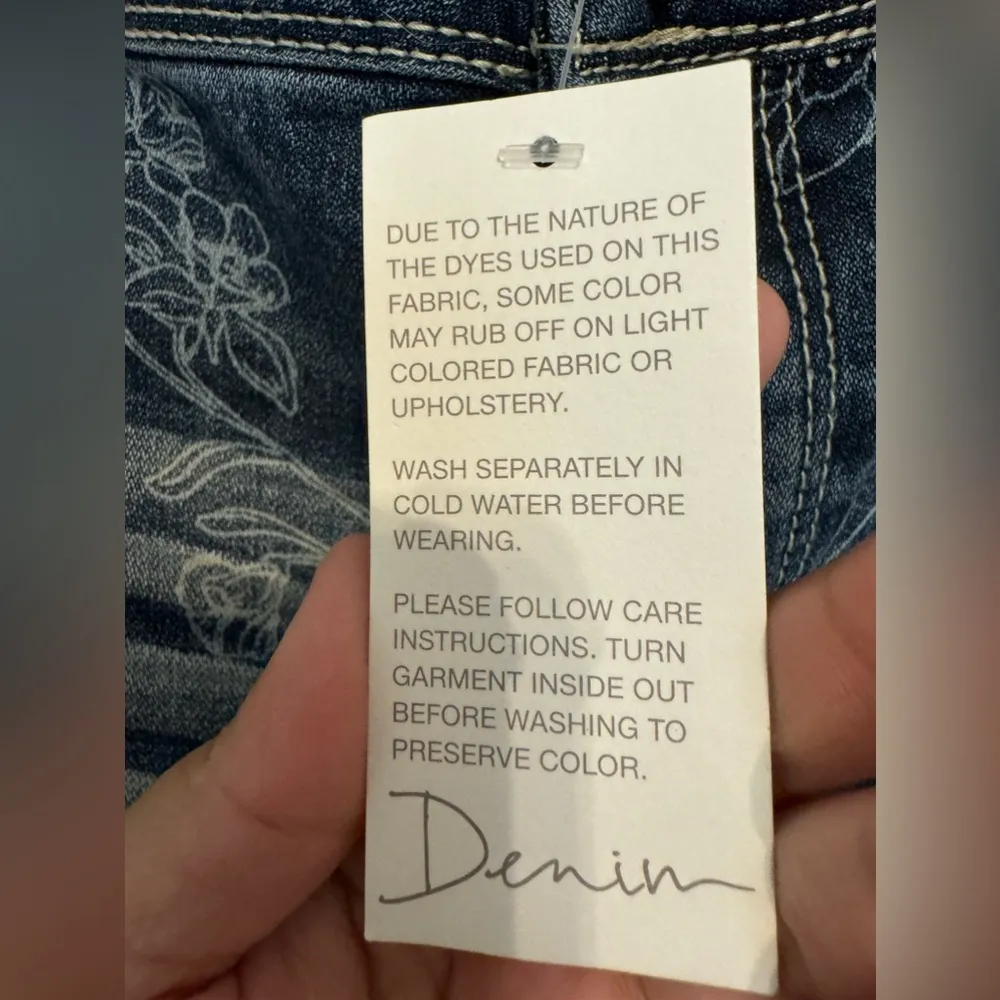 DUE TO THE NATURE OF
THE DYES USED ON THIS
FABRIC, SOME COLOR
MAY RUB OFF ON LIGHT
COLORED FABRIC OR
UPHOLSTERY.
WASH SEPARATELY IN
COLD WATER BEFORE
WEARING.
PLEASE FOLLOW CARE
INSTRUCTIONS. TURN
GARMENT INSIDE OUT
BEFORE WASHING TO
PRESERVE COLOR.
Denim